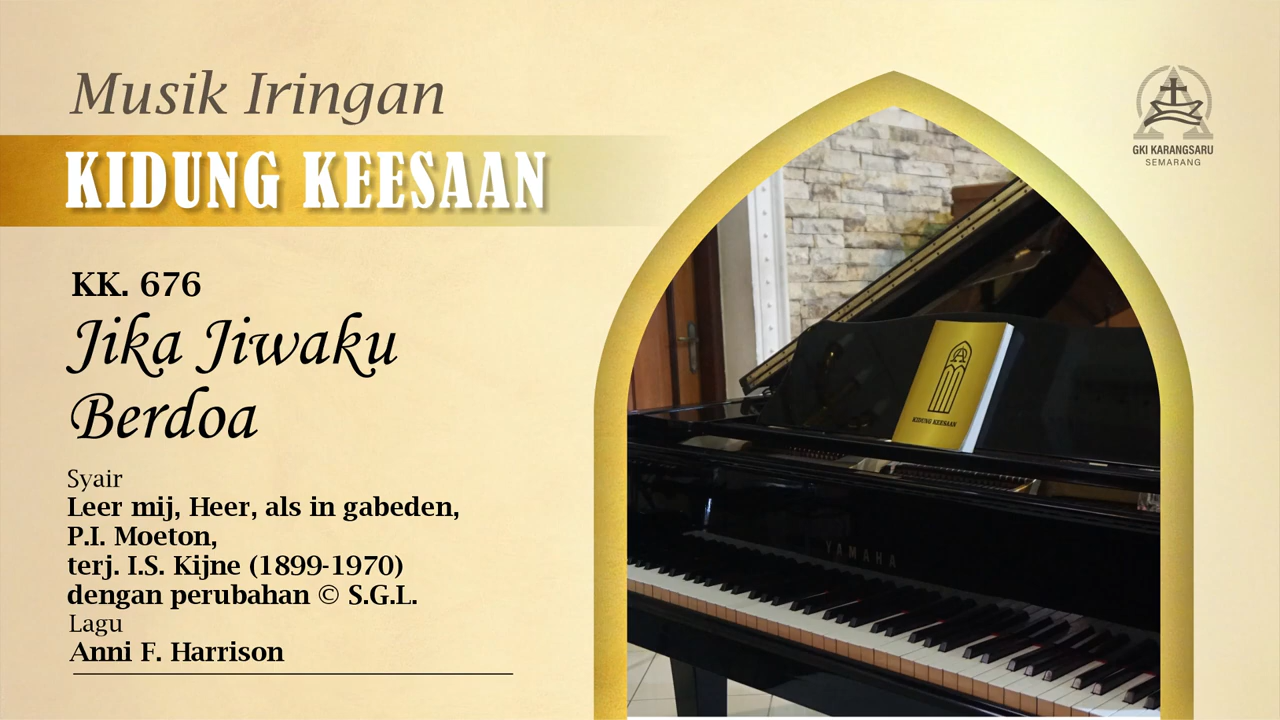 Musik Iringan
KIDUNG KEESAAN
KK. 676
Jika Jiwaku
Berdoa
Syair
Leer mij, Heer, als in gabeden,
P.I. Moeton,
terj. I.S. Kijne (1899-1970)
dengan perubahan © S.G.L.
Lagu
Anni F. Harrison
GKI KARANGSARU
SEMARANG
KIDUNG KEESAAN
YAMAHA